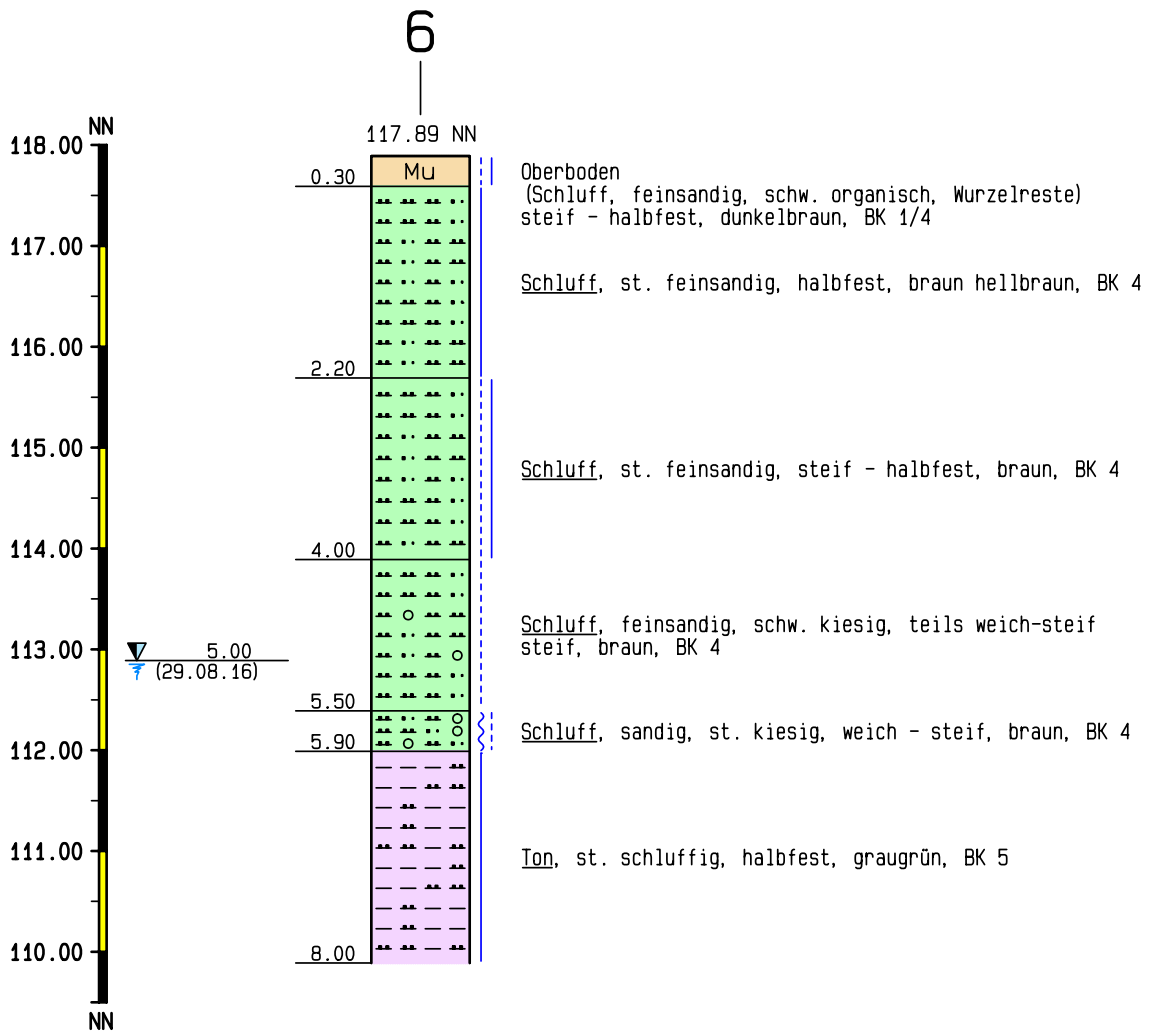 6
NN
117.89 NN
118.00
Mu
0.30
Oberboden
(Schluff, feinsandig, schw. organisch, Wurzelreste)
steif - halbfest, dunkelbraun, BK 1/4
117.00
Schluff, st. feinsandig, halbfest, braun hellbraun, BK 4
116.00
2.20
115.00
Schluff, st. feinsandig, steif - halbfest, braun, BK 4
114.00
4.00
Schluff, feinsandig, schw. kiesig, teils weich-steif
steif, braun, BK 4
113.00
5.00
(29.08.16)
5.50
Schluff, sandig, st. kiesig, weich - steif, braun, BK 4
112.00
5.90
111.00
Ton, st. schluffig, halbfest, graugrün, BK 5
110.00
8.00
NN